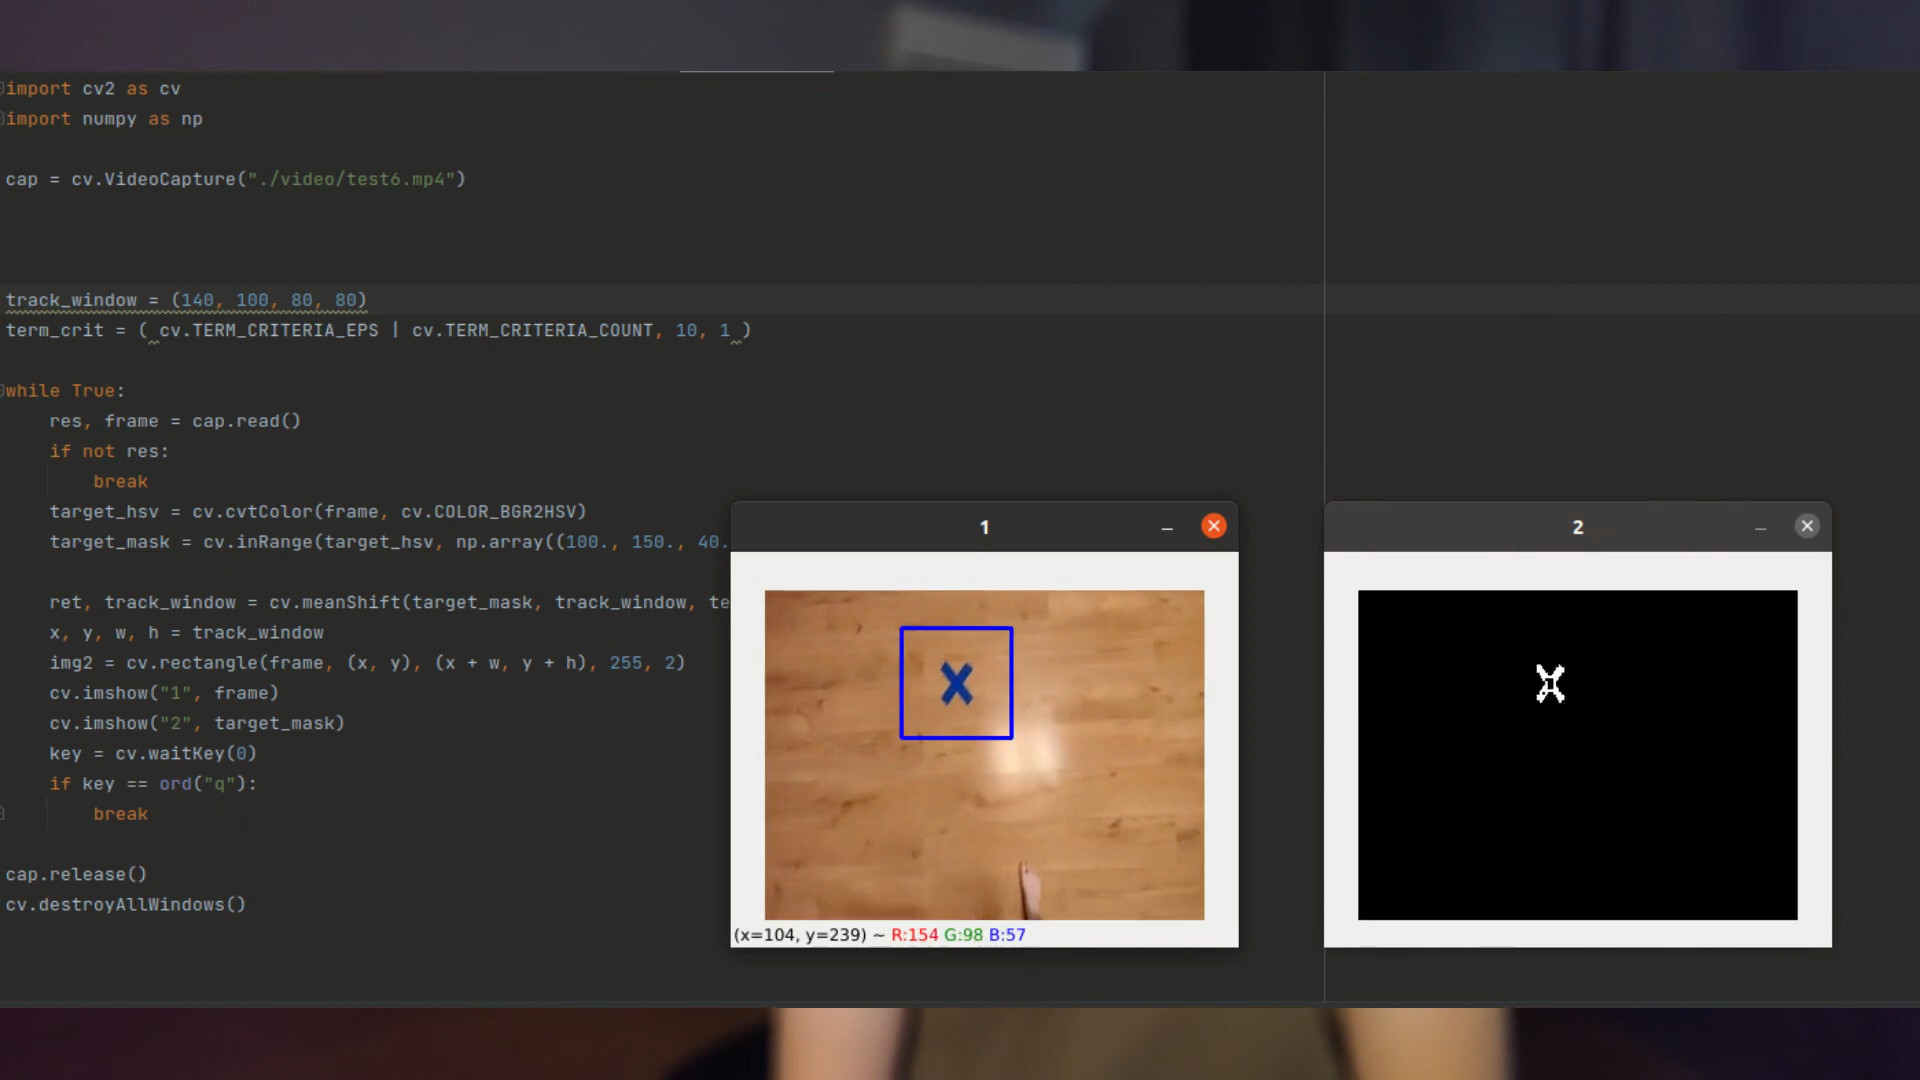 import cv2 as cv
import numpy as np
cap = cv.VideoCapture("./video/test6.mp4")
track_window = (140, 100, 80, 80)
term_crit = ( cv.TERM_CRITERIA_EPS | cv.TERM_CRITERIA_COUNT, 10, 1 )
while True:
res, frame = cap.read()
if not res:
break
target_hsv = cv.cvtColor(frame, cv.COLOR_BGR2HSV)
target_mask = cv.inRange(target_hsv, np.array((100., 150., 40.
ret, track_window = cv.meanShift(target_mask, track_window, te
x, y, w, h = track_window
img2 = cv.rectangle(frame, (x, y), (x + w, y + h), 255, 2)
cv.imshow("1", frame)
cv.imshow("2", target_mask)
key = cv.waitKey(0)
if key == ord("q"):
break
cap.release()
cv.destroyAllWindows()
1
X
(x=104, y=239) ~ R:154 G:98 B:57
2
X